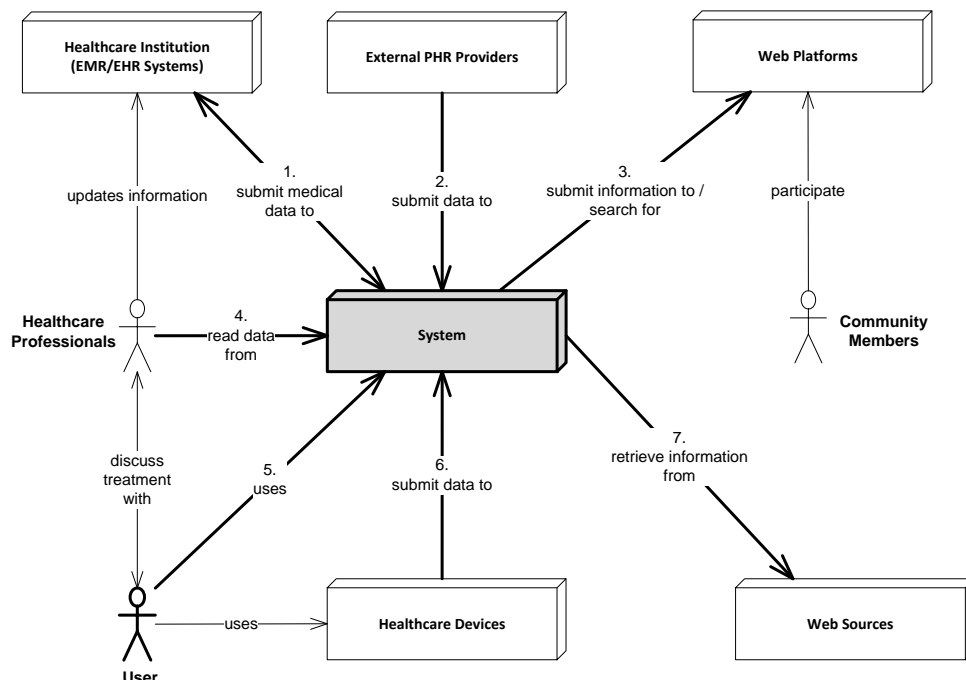 Healthcare Institution
(EMR/EHR Systems)
External PHR Providers
Web Platforms
updates information
1.
submit medical
data to
2.
submit data to
3.
submit information to /
search for
participate
Healthcare
Professionals
4.
read data
from
System
Community
Members
discuss
treatment
with
5.
uses
6.
submit data to
7.
retrieve information
from
uses
Healthcare Devices
Web Sources
User